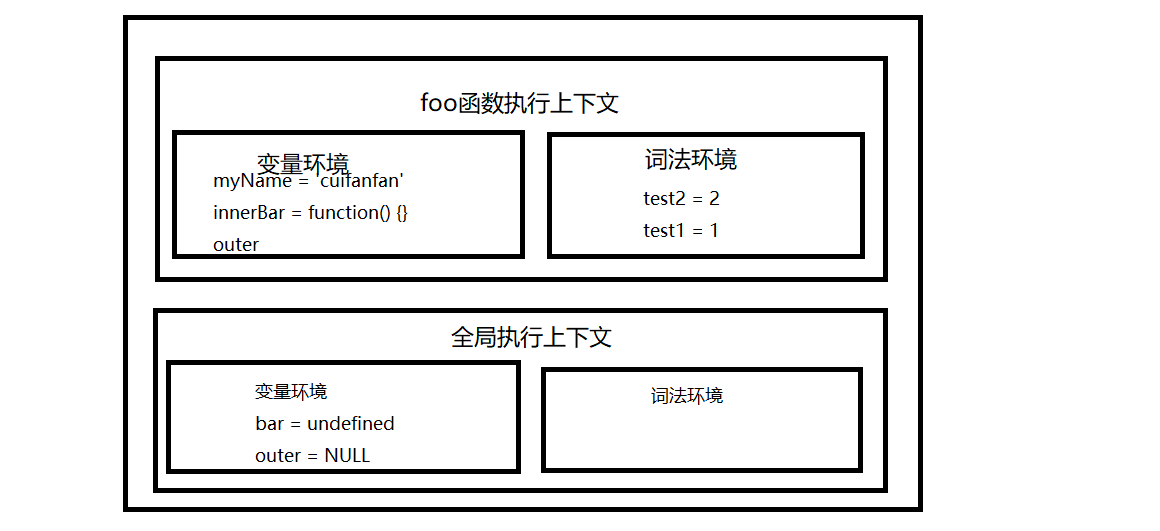 foo函数执行上下文
变量环境
myName = 'cuifanfan'
innerBar = function() {}
outer
词法环境
test2 = 2
test1 = 1
全局执行上下文
变量环境
bar = undefined
outer = NULL
词法环境